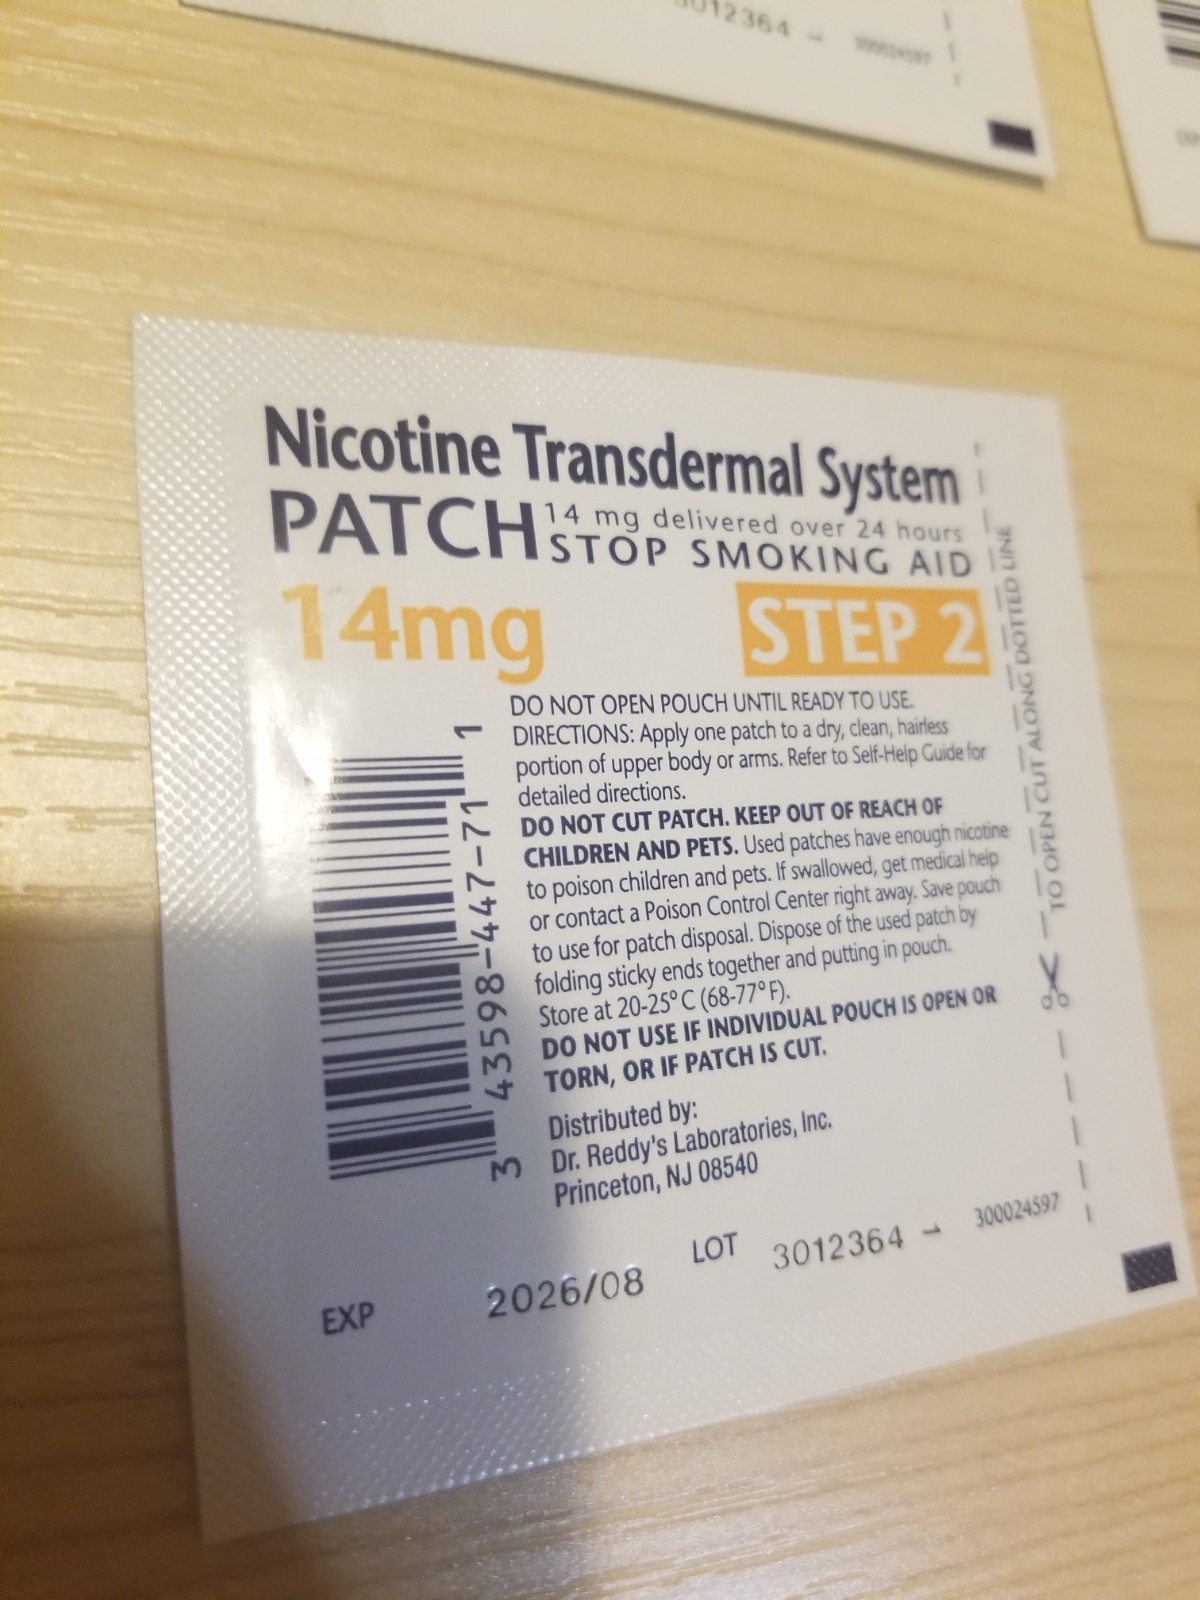 3012364 –
300024597
Nicotine Transdermal System
PATCH
14 mg delivered over 24 hours
STOP SMOKING AID
14mg
STEP 2
DO NOT OPEN POUCH UNTIL READY TO USE.
DIRECTIONS: Apply one patch to a dry, clean, hairless
portion of upper body or arms. Refer to Self-Help Guide for
detailed directions.
DO NOT CUT PATCH. KEEP OUT OF REACH OF
CHILDREN AND PETS. Used patches have enough nicotine
to poison children and pets. If swallowed, get medical help
or contact a Poison Control Center right away. Save pouch
to use for patch disposal. Dispose of the used patch by
folding sticky ends together and putting in pouch.
Store at 20-25°C (68-77°F).
DO NOT USE IF INDIVIDUAL POUCH IS OPEN OR
TORN, OR IF PATCH IS CUT.
Distributed by:
Dr. Reddy's Laboratories, Inc.
Princeton, NJ 08540
3 43598-447-71 1
TO OPEN CUT ALONG DOTTED LINE
EXP 2026/08 LOT 3012364 – 300024597